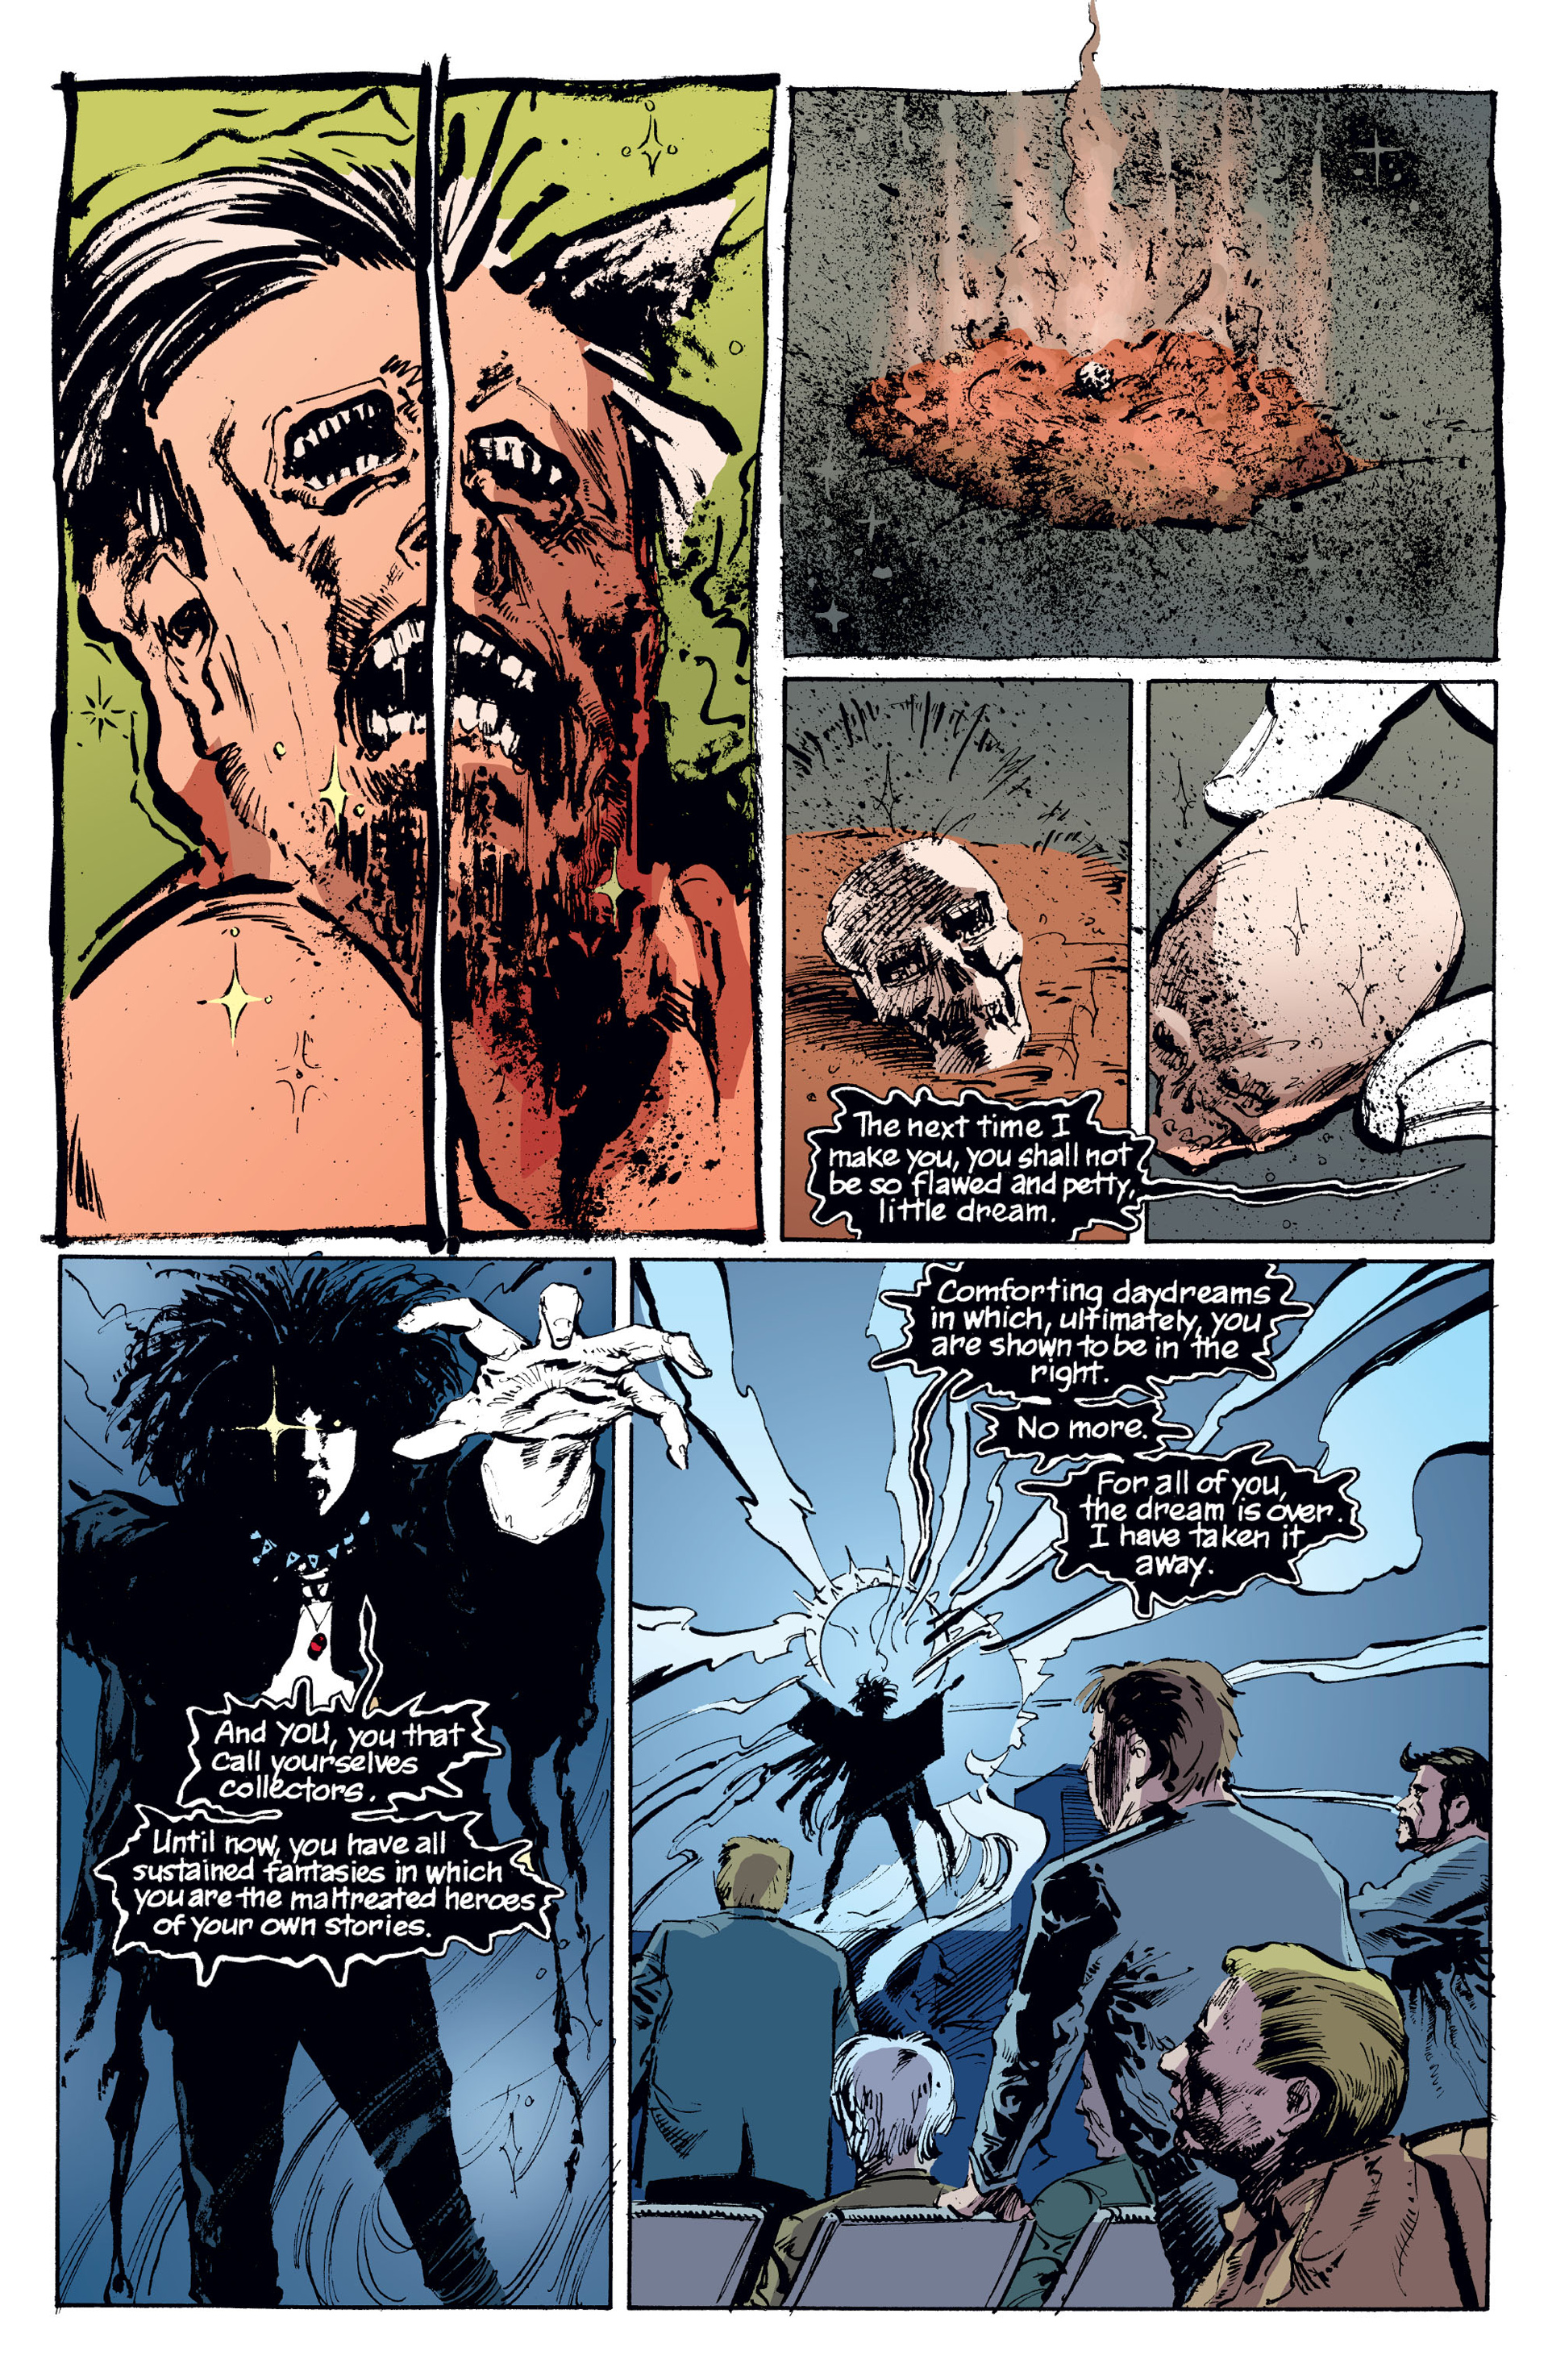 The next time I
make you, you shall not
be so flawed and petty,
little dream.
And YOU, you that
call yourselves
collectors.
Until now, you have all
sustained fantasies in which
you are the maltreated heroes
of your own stories.
Comforting daydreams
in which, ultimately, you
are shown to be in the
right.
No more.
For all of you,
the dream is over.
I have taken it
away.